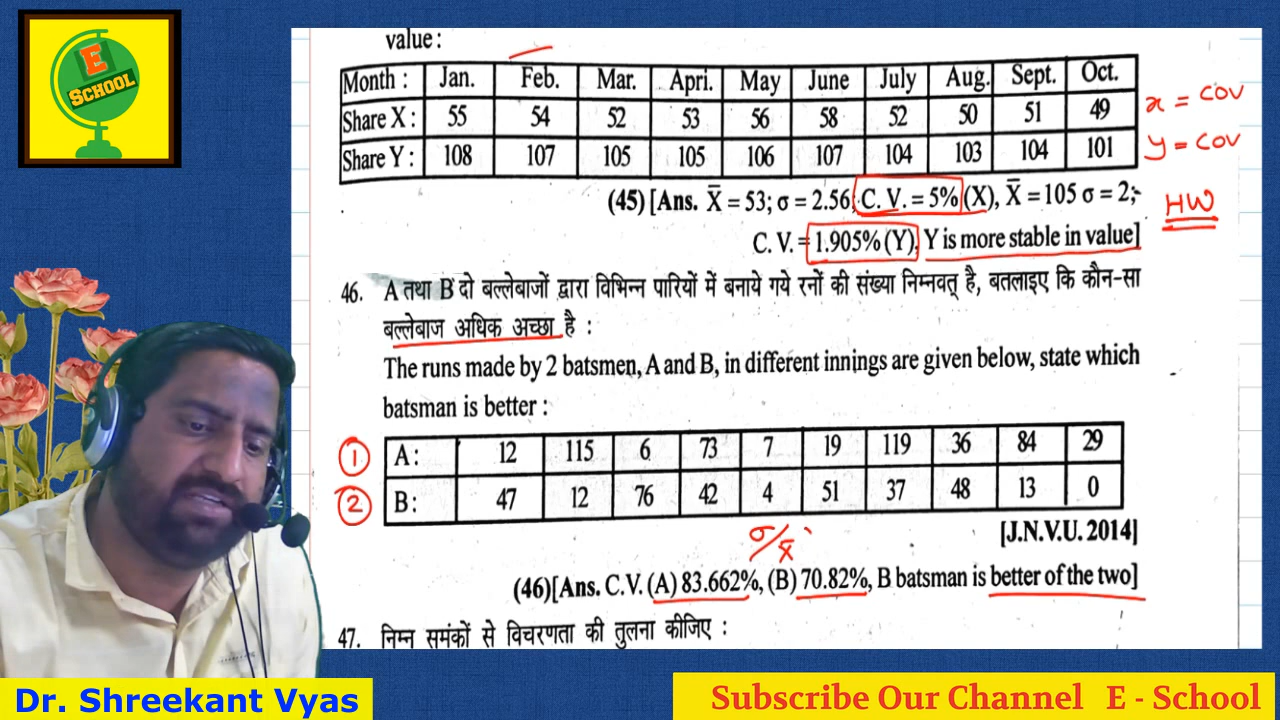 E
SCHOOL
value :
Month : Jan. Feb. Mar. Apri. May June July Aug. Sept. Oct.
Share X : 55 54 52 53 56 58 52 50 51 49
Share Y : 108 107 105 105 106 107 104 103 104 101
x = COV
y = COV
(45) [Ans. X̅ = 53; σ = 2.56; C. V. = 5% (X), X̅ = 105 σ = 2;
HW
C. V. = 1.905% (Y), Y is more stable in value]
46. A तथा B दो बल्लेबाजों द्वारा विभिन्न पारियों में बनाये गये रनों की संख्या निम्नवत् है, बतलाइए कि कौन-सा
बल्लेबाज अधिक अच्छा है :
The runs made by 2 batsmen, A and B, in different innings are given below, state which
batsman is better :
1 A : 12 115 6 73 7 19 119 36 84 29
2 B : 47 12 76 42 4 51 37 48 13 0
[J.N.V.U. 2014]
σ/x̅
(46)[Ans. C.V. (A) 83.662%, (B) 70.82%, B batsman is better of the two]
47. निम्न समंकों से विचरणता की तुलना कीजिए :
Dr. Shreekant Vyas
Subscribe Our Channel E - School